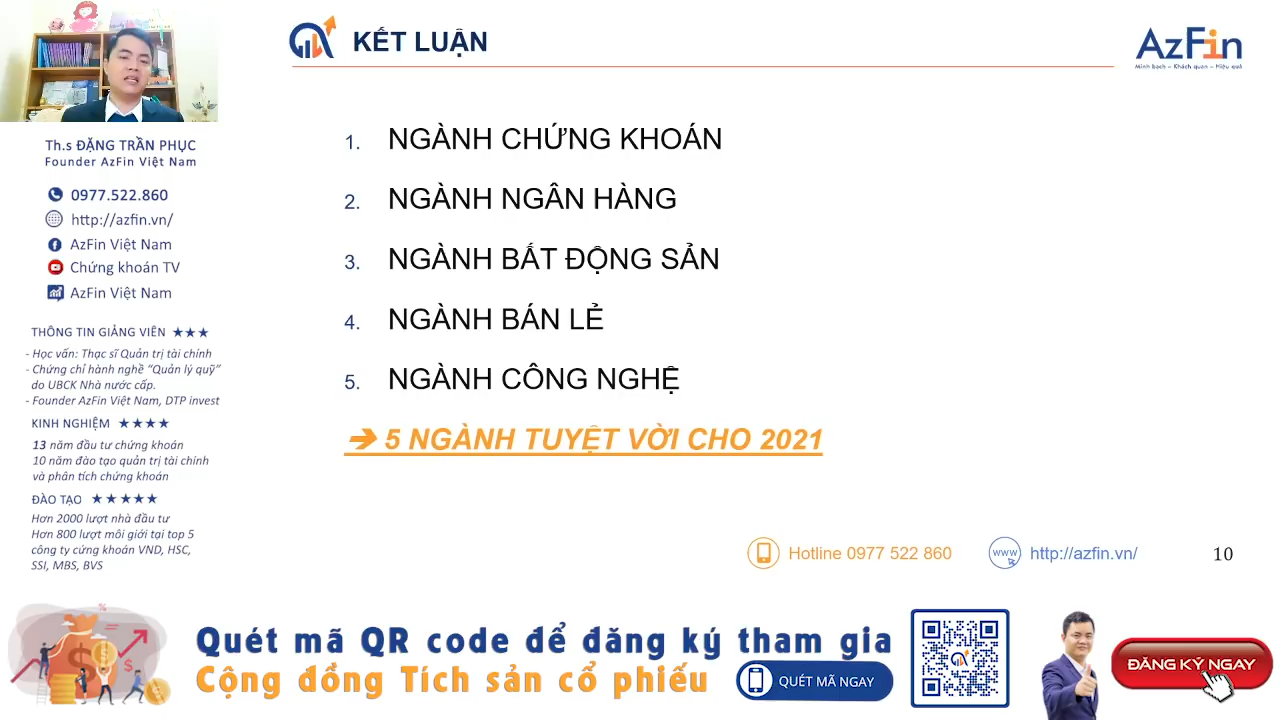 Th.s ĐẶNG TRẦN PHỤC
Founder AzFin Việt Nam
0977.522.860
http://azfin.vn/
AzFin Việt Nam
Chứng khoán TV
AzFin Việt Nam
THÔNG TIN GIẢNG VIÊN ★★★
- Học vấn: Thạc sĩ Quản trị tài chính
- Chứng chỉ hành nghề "Quản lý quỹ"
do UBCK Nhà nước cấp.
- Founder AzFin Việt Nam, DTP invest
KINH NGHIỆM ★★★★
13 năm đầu tư chứng khoán
10 năm đào tạo quản trị tài chính
và phân tích chứng khoán
ĐÀO TẠO ★★★★★
Hơn 2000 lượt nhà đầu tư
Hơn 800 lượt môi giới tại top 5
công ty cứng khoán VND, HSC,
SSI, MBS, BVS
KẾT LUẬN
AzFin
Minh bạch – Khách quan – Hiệu quả
1. NGÀNH CHỨNG KHOÁN
2. NGÀNH NGÂN HÀNG
3. NGÀNH BẤT ĐỘNG SẢN
4. NGÀNH BÁN LẺ
5. NGÀNH CÔNG NGHỆ
➔ 5 NGÀNH TUYỆT VỜI CHO 2021
Hotline 0977 522 860
www http://azfin.vn/
10
Quét mã QR code để đăng ký tham gia
Cộng đồng Tích sản cổ phiếu
QUÉT MÃ NGAY
ĐĂNG KÝ NGAY